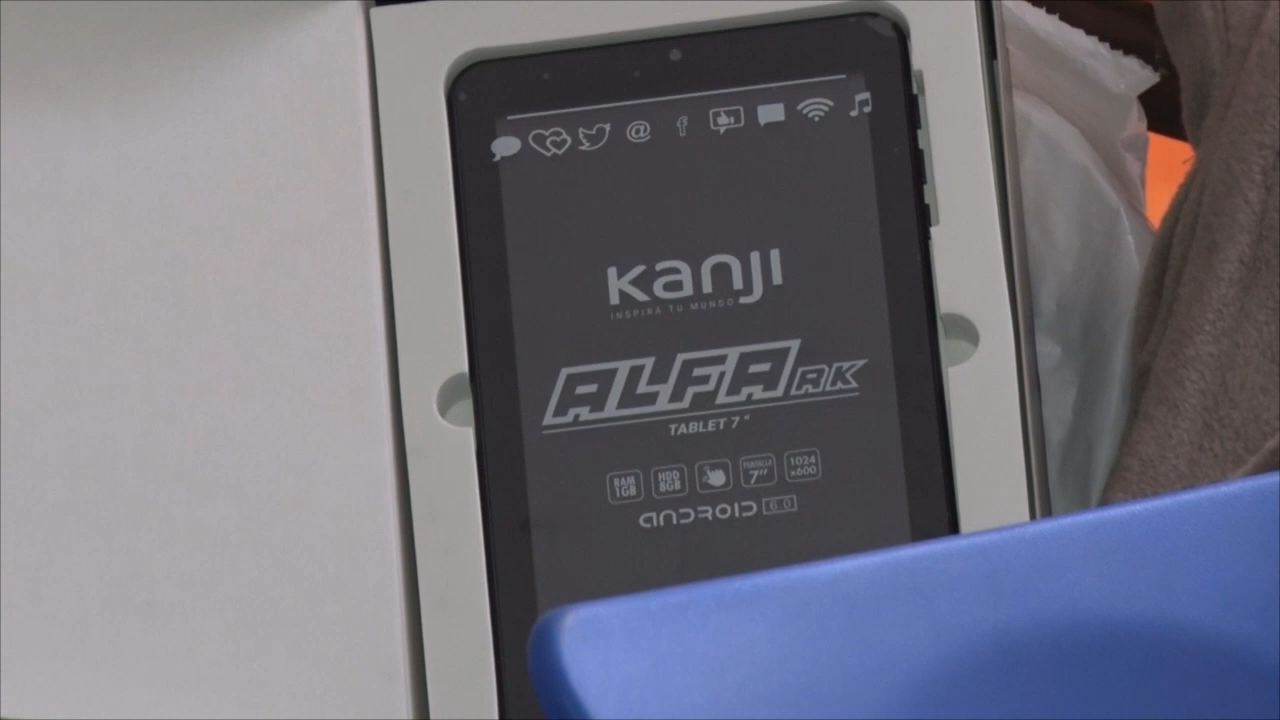 @ f
Kanji
INSPIRA TU MUNDO
ALFA RK
TABLET 7"
RAM 1GB HDD 8GB PANTALLA 7" 1024 x600
ANDROID 6.0